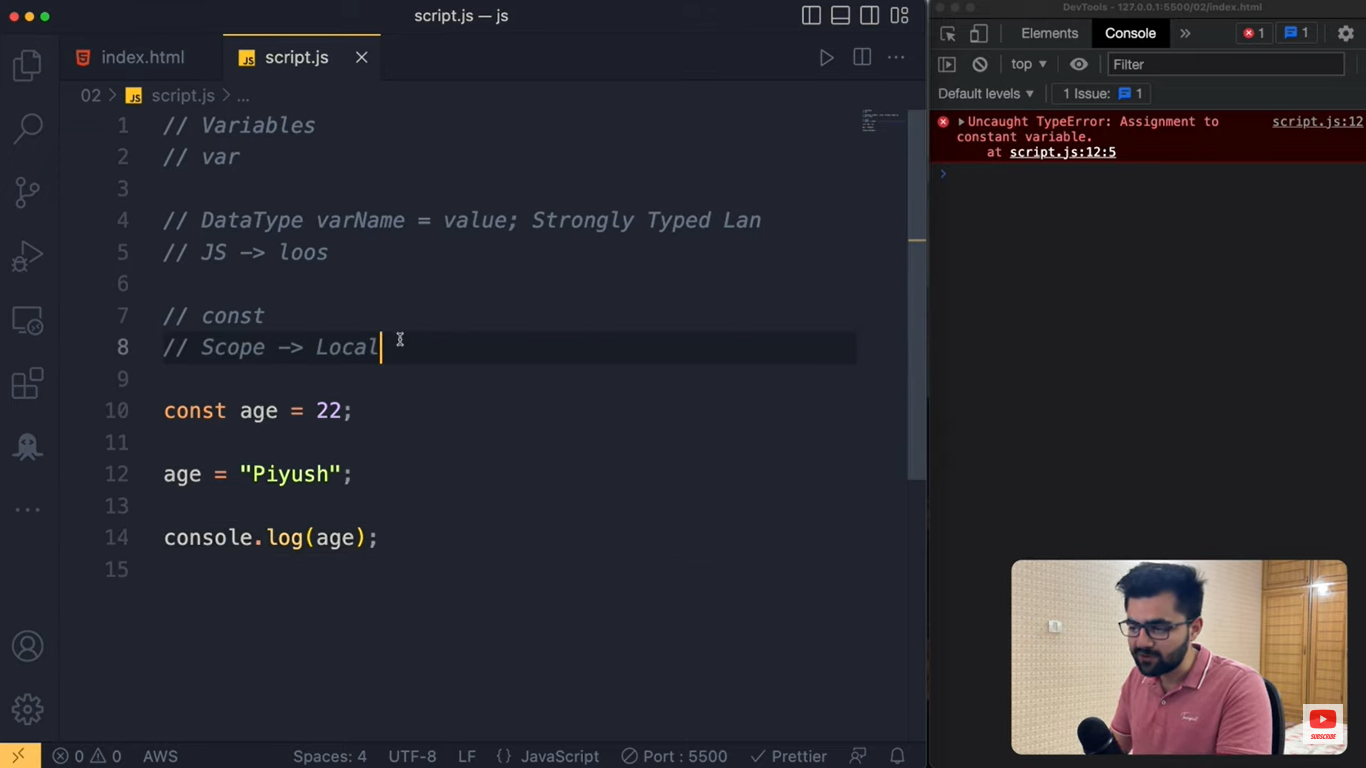 script.js — js
index.html
JS script.js
02 > JS script.js > ...
1 // Variables
2 // var
3
4 // DataType varName = value; Strongly Typed Lan
5 // JS -> loos
6
7 // const
8 // Scope -> Local
9
10 const age = 22;
11
12 age = "Piyush";
13
14 console.log(age);
15
0 0 AWS Spaces: 4 UTF-8 LF {} JavaScript Port : 5500 Prettier
DevTools - 127.0.0.1:5500/02/index.html
Elements Console » 1 1
top Filter
Default levels 1 Issue: 1
Uncaught TypeError: Assignment to script.js:12
constant variable.
at script.js:12:5
SUBSCRIBE